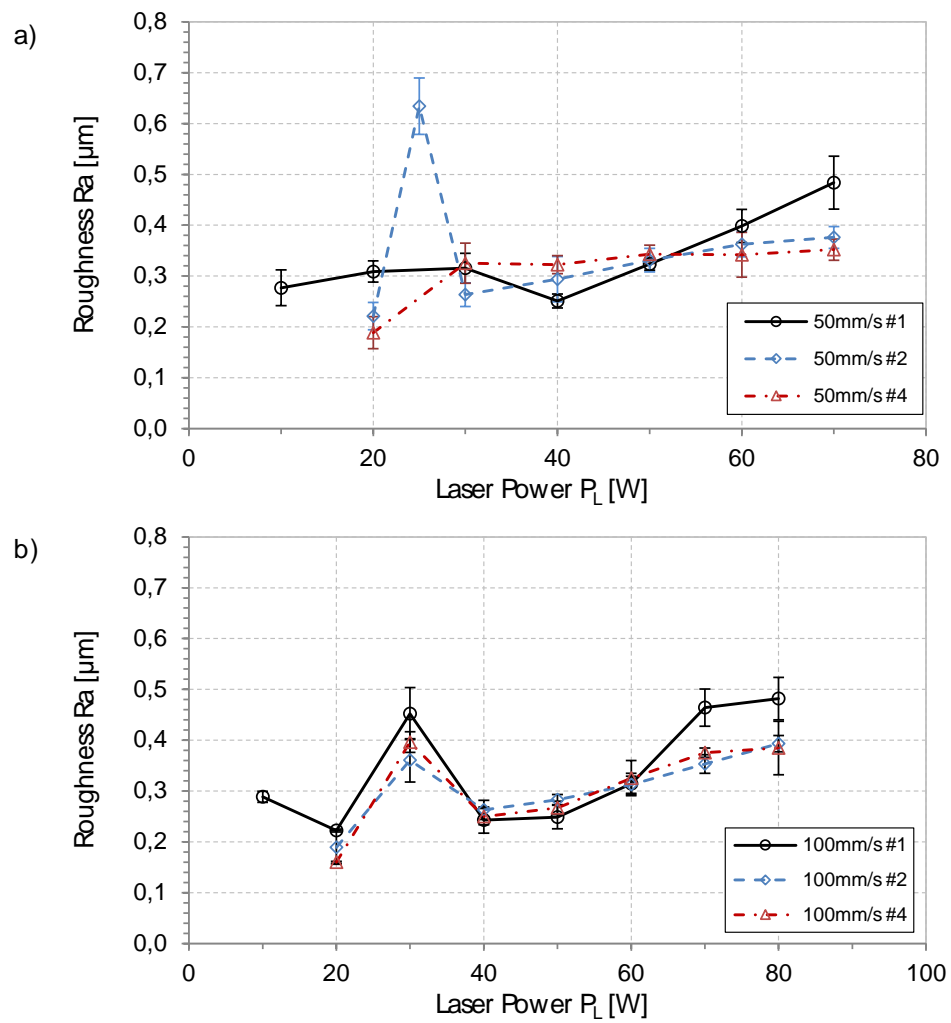 a)
0,8
0,7
0,6
0,5
0,4
0,3
0,2
0,1
0,0
Roughness Ra [µm]
50mm/s #1
50mm/s #2
50mm/s #4
0 20 40 60 80
Laser Power PL [W]
b)
0,8
0,7
0,6
0,5
0,4
0,3
0,2
0,1
0,0
Roughness Ra [µm]
100mm/s #1
100mm/s #2
100mm/s #4
0 20 40 60 80 100
Laser Power PL [W]